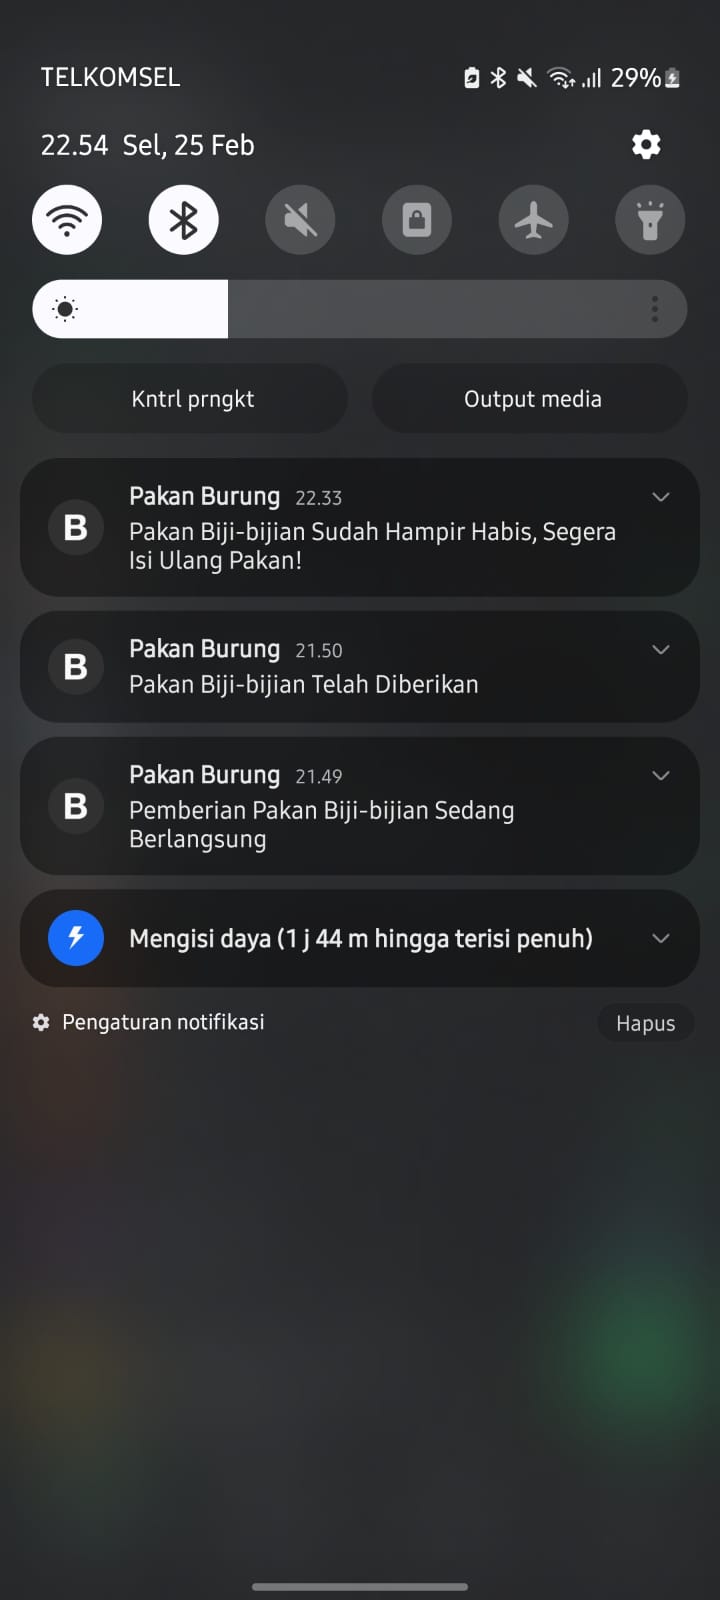 TELKOMSEL 29%
22.54 Sel, 25 Feb
Kntrl prngkt
Output media
B
Pakan Burung 22.33
Pakan Biji-bijian Sudah Hampir Habis, Segera
Isi Ulang Pakan!
B
Pakan Burung 21.50
Pakan Biji-bijian Telah Diberikan
B
Pakan Burung 21.49
Pemberian Pakan Biji-bijian Sedang
Berlangsung
Mengisi daya (1 j 44 m hingga terisi penuh)
Pengaturan notifikasi
Hapus